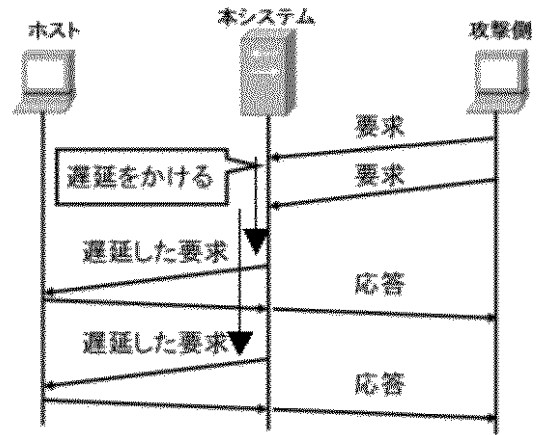 ホスト
本システム
攻撃側
要求
遅延をかける
要求
遅延した要求
応答
遅延した要求
応答